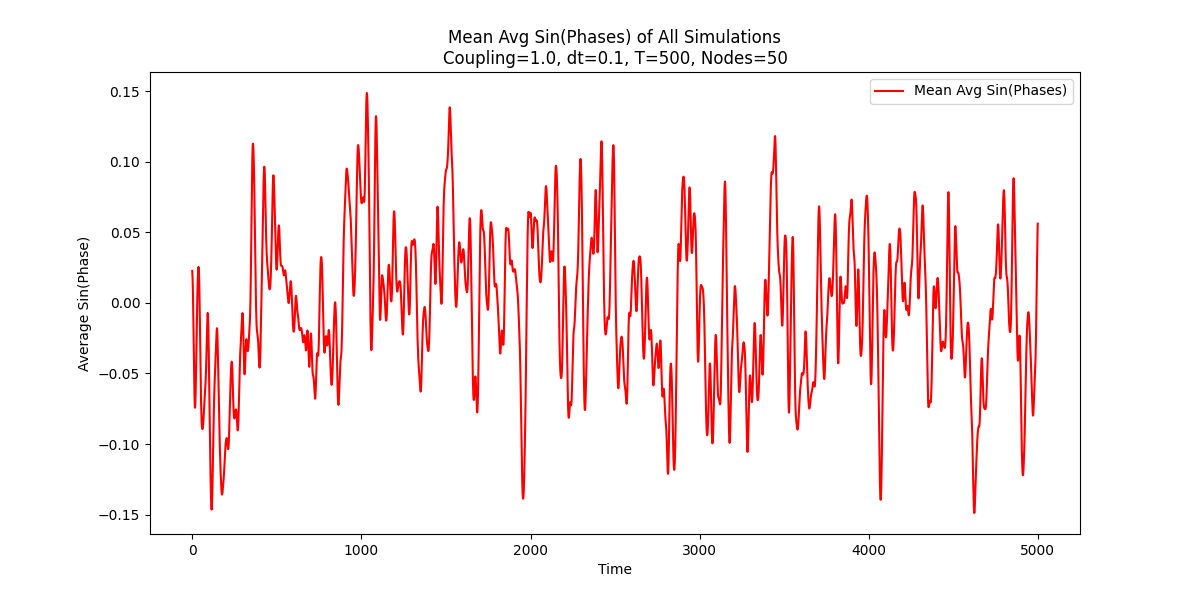 Mean Avg Sin(Phases) of All Simulations
Coupling=1.0, dt=0.1, T=500, Nodes=50
Mean Avg Sin(Phases)
Average Sin(Phase)
0.15
0.10
0.05
0.00
−0.05
−0.10
−0.15
0
1000
2000
3000
4000
5000
Time